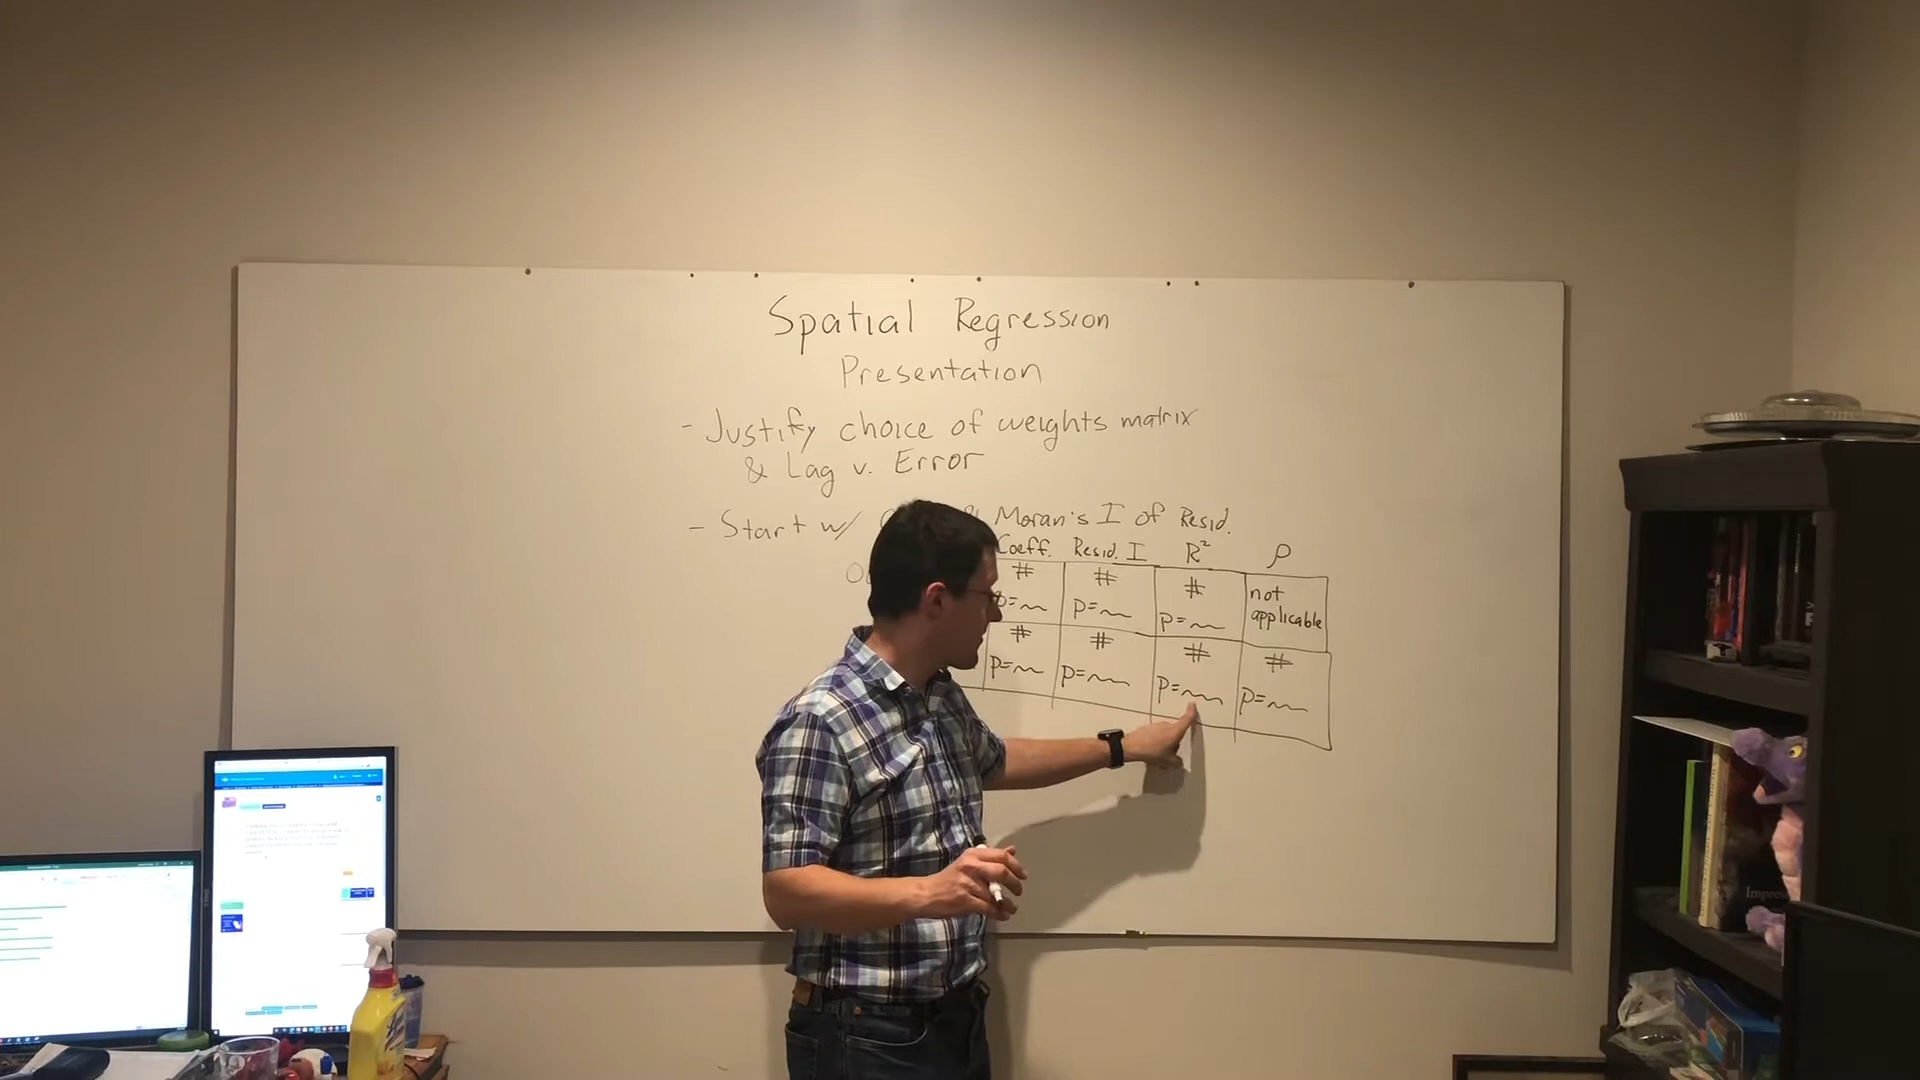 Spatial Regression
Presentation
- Justify choice of weights matrix
& Lag v. Error
- Start w/ & Moran's I of Resid.
Coeff. Resid. I R² ρ
# # # not applicable
p= p= p=
# # # #
p= p= p= p=
Impre